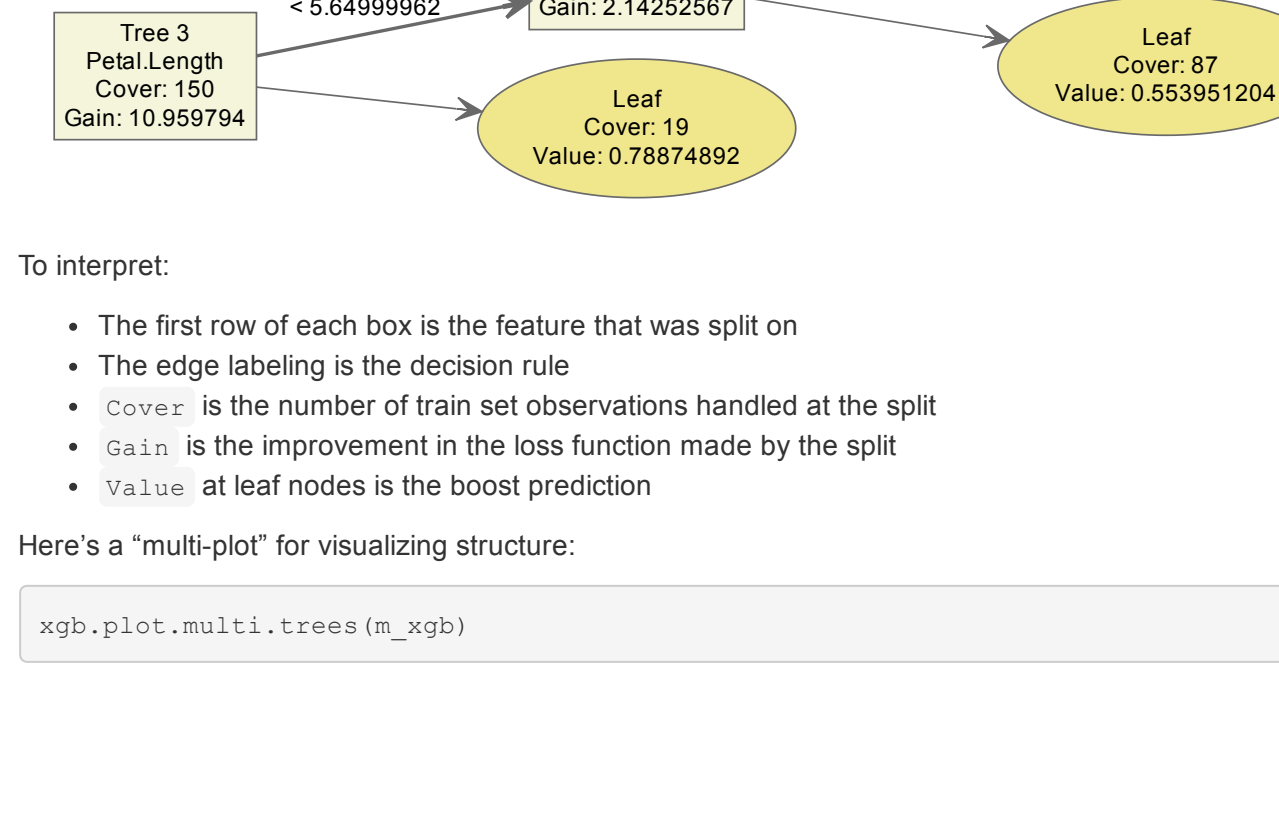 < 5.64999962
Gain: 2.14252567
Tree 3
Petal.Length
Cover: 150
Gain: 10.959794
Leaf
Cover: 19
Value: 0.78874892
Leaf
Cover: 87
Value: 0.553951204
To interpret:
• The first row of each box is the feature that was split on
• The edge labeling is the decision rule
• Cover is the number of train set observations handled at the split
• Gain is the improvement in the loss function made by the split
• Value at leaf nodes is the boost prediction
Here’s a “multi-plot” for visualizing structure:
xgb.plot.multi.trees(m_xgb)